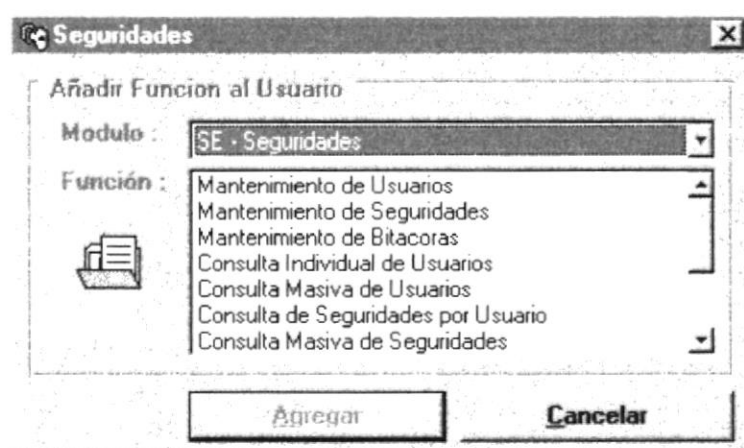 Seguridades
Añadir Funcion al Usuario
Modulo : SE - Seguridades
Función :
Mantenimiento de Usuarios
Mantenimiento de Seguridades
Mantenimiento de Bitacoras
Consulta Individual de Usuarios
Consulta Masiva de Usuarios
Consulta de Seguridades por Usuario
Consulta Masiva de Seguridades
Agregar Cancelar